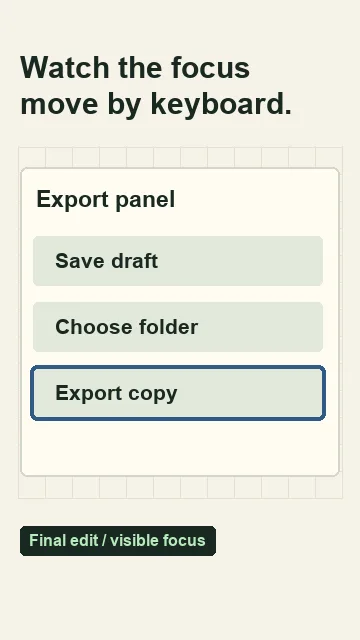 Watch the focus
move by keyboard.
Export panel
Save draft
Choose folder
Export copy
Final edit / visible focus